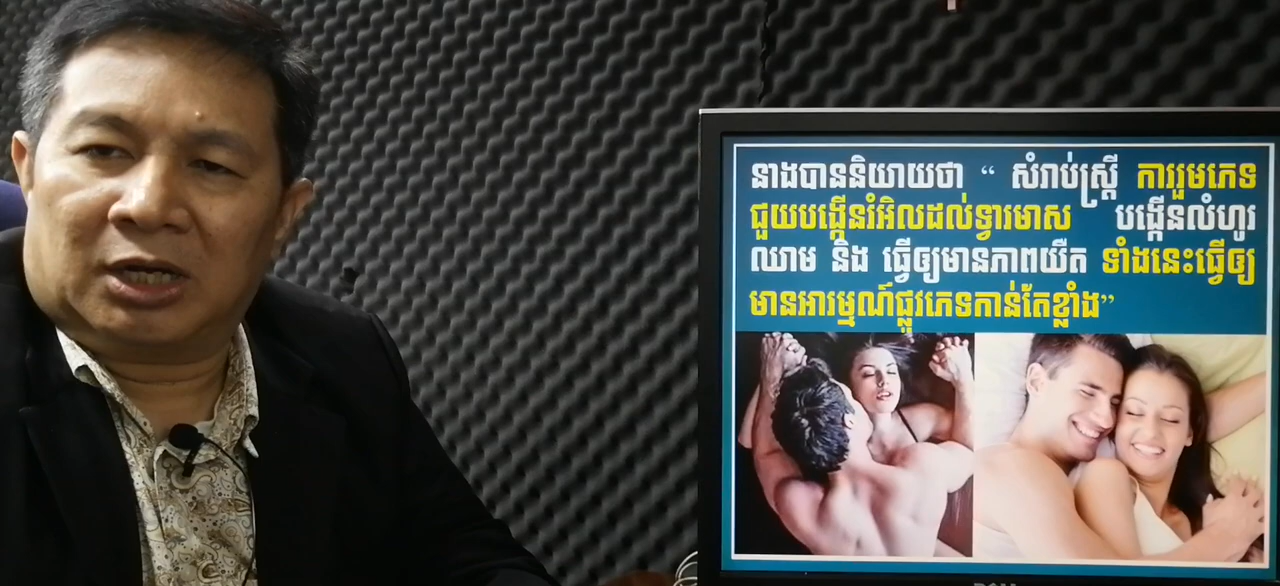 នាងបាននិយាយថា “ សំរាប់ស្ត្រី ការរួមភេទ
ជួយបង្កើនរំអិលដល់ទ្វារមាស បង្កើនលំហូរ
ឈាម និង ធ្វើឲ្យមានភាពយឺត ទាំងនេះធ្វើឲ្យ
មានអារម្មណ៍ផ្លូវភេទកាន់តែខ្លាំង”